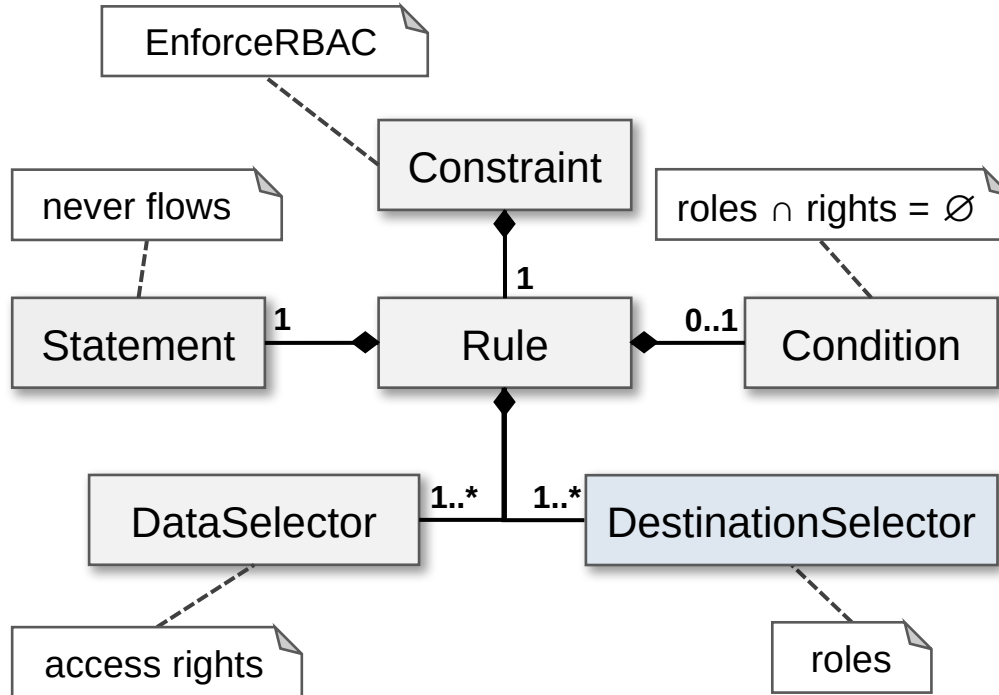 EnforceRBAC
Constraint
never flows
roles ∩ rights = ∅
1
1
0..1
Statement
Rule
Condition
1..*
1..*
DataSelector
DestinationSelector
access rights
roles